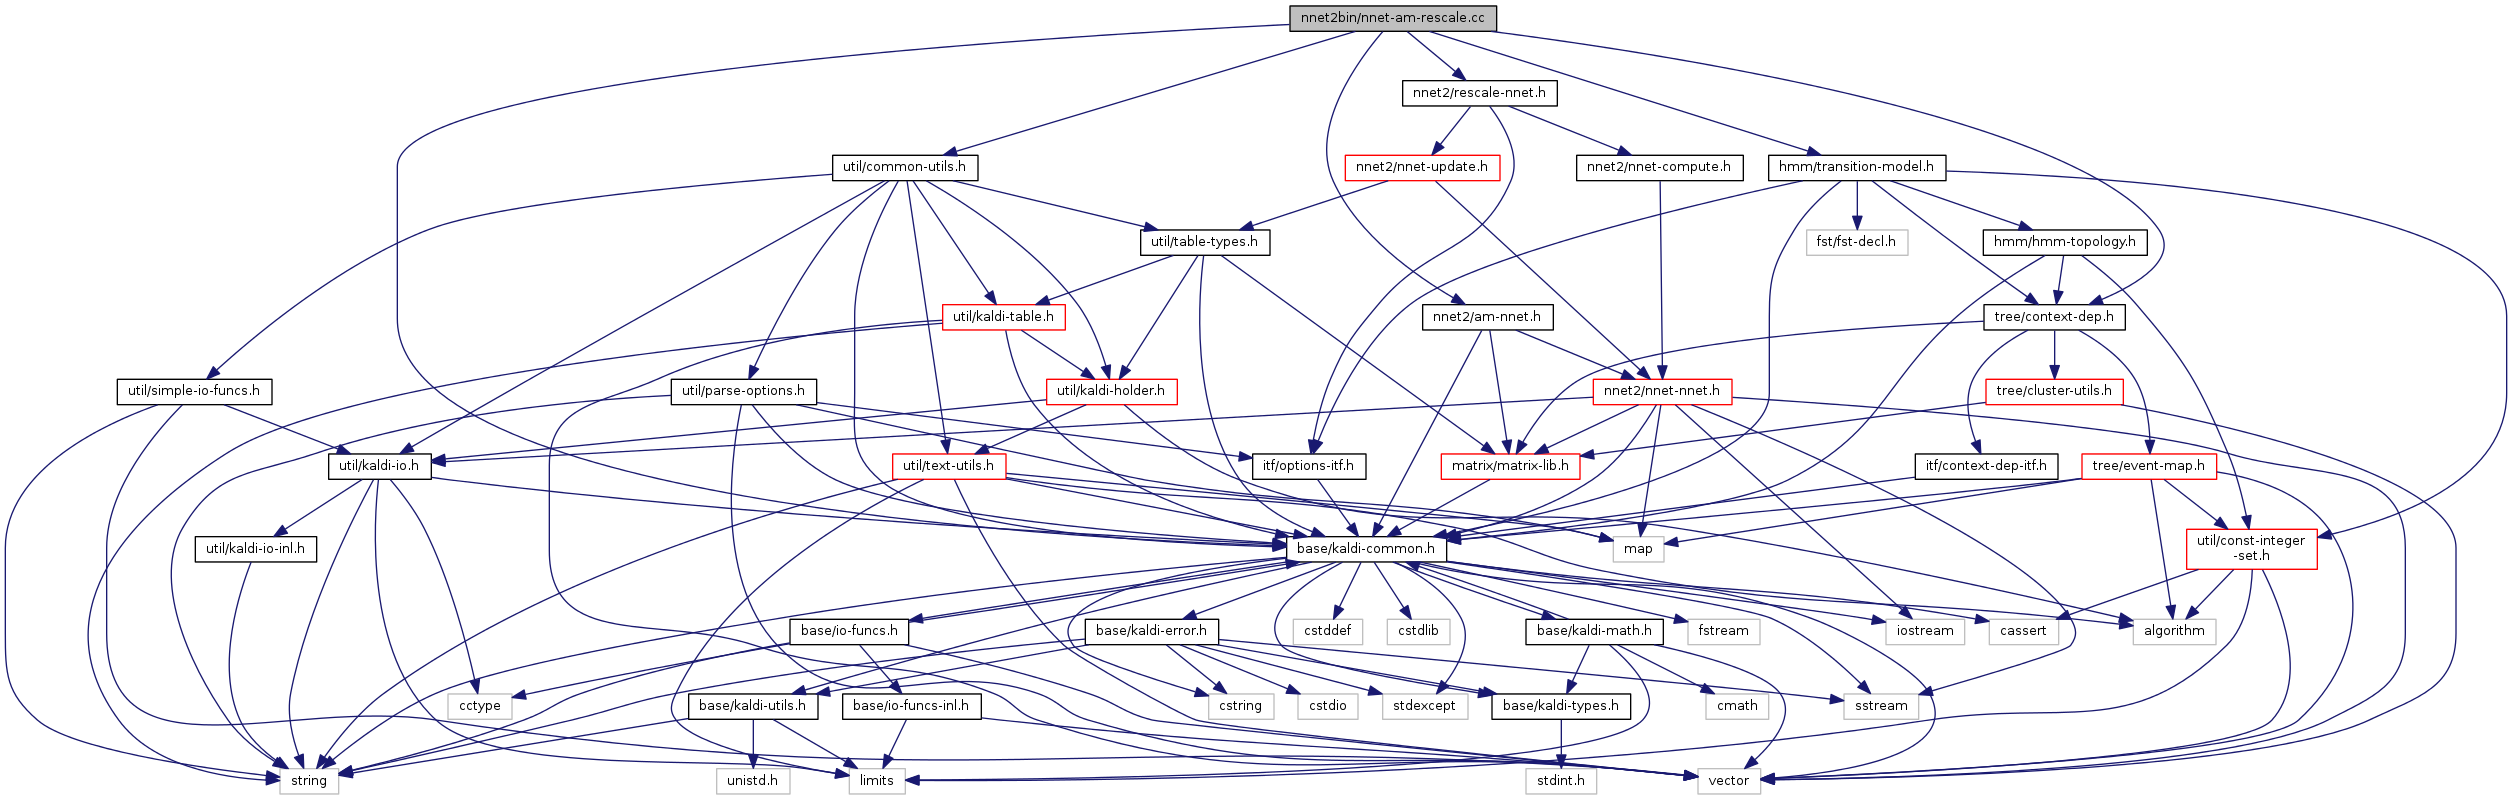 nnet2bin/nnet-am-rescale.cc
nnet2/rescale-nnet.h
util/common-utils.h
nnet2/nnet-update.h
nnet2/nnet-compute.h
hmm/transition-model.h
util/table-types.h
fst/fst-decl.h
hmm/hmm-topology.h
util/kaldi-table.h
nnet2/am-nnet.h
tree/context-dep.h
util/simple-io-funcs.h
util/parse-options.h
util/kaldi-holder.h
nnet2/nnet-nnet.h
tree/cluster-utils.h
util/kaldi-io.h
util/text-utils.h
itf/options-itf.h
matrix/matrix-lib.h
itf/context-dep-itf.h
tree/event-map.h
util/kaldi-io-inl.h
base/kaldi-common.h
map
util/const-integer
-set.h
base/io-funcs.h
base/kaldi-error.h
cstddef
cstdlib
base/kaldi-math.h
fstream
iostream
cassert
algorithm
cctype
base/kaldi-utils.h
base/io-funcs-inl.h
cstring
cstdio
stdexcept
base/kaldi-types.h
cmath
sstream
string
unistd.h
limits
stdint.h
vector